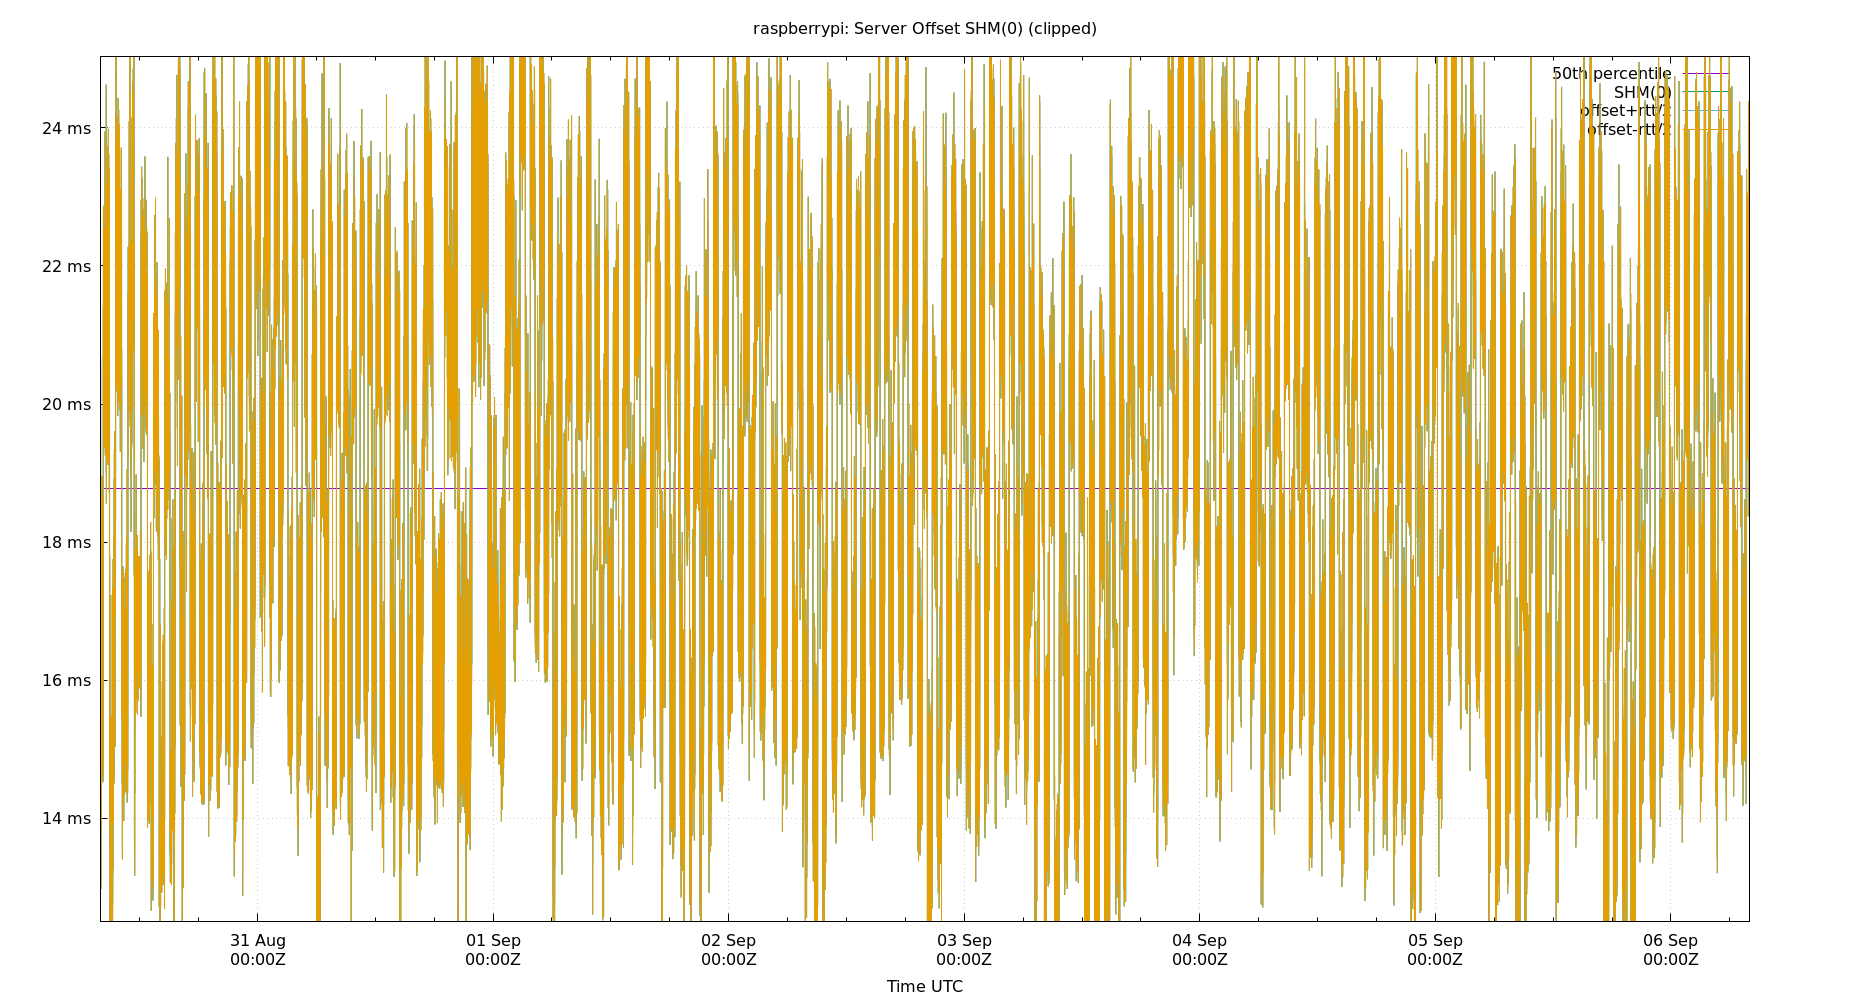 raspberrypi: Server Offset SHM(0) (clipped)
50th percentile
SHM(0)
offset+rtt/2
offset-rtt/2
24 ms
22 ms
20 ms
18 ms
16 ms
14 ms
31 Aug 01 Sep 02 Sep 03 Sep 04 Sep 05 Sep 06 Sep
00:00Z 00:00Z 00:00Z 00:00Z 00:00Z 00:00Z 00:00Z
Time UTC